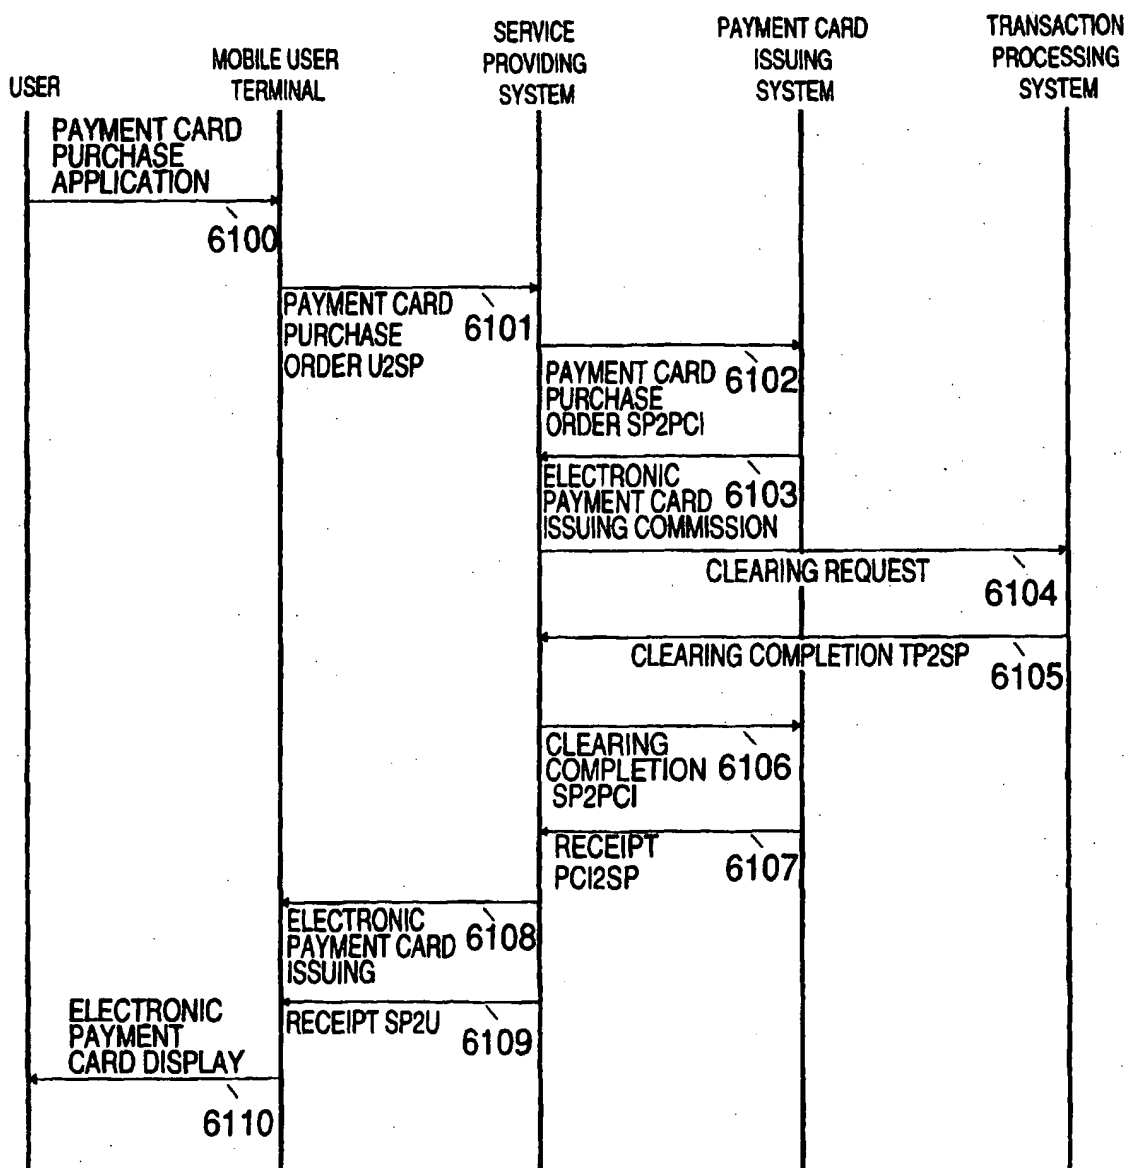 USER
MOBILE USER
TERMINAL
SERVICE
PROVIDING
SYSTEM
PAYMENT CARD
ISSUING
SYSTEM
TRANSACTION
PROCESSING
SYSTEM
PAYMENT CARD
PURCHASE
APPLICATION
6100
PAYMENT CARD
PURCHASE
ORDER U2SP
6101
PAYMENT CARD
PURCHASE
ORDER SP2PCI
6102
ELECTRONIC
PAYMENT CARD
ISSUING COMMISSION
6103
CLEARING REQUEST
6104
CLEARING COMPLETION TP2SP
6105
CLEARING
COMPLETION
SP2PCI
6106
RECEIPT
PCI2SP
6107
ELECTRONIC
PAYMENT CARD
ISSUING
6108
RECEIPT SP2U
6109
ELECTRONIC
PAYMENT
CARD DISPLAY
6110